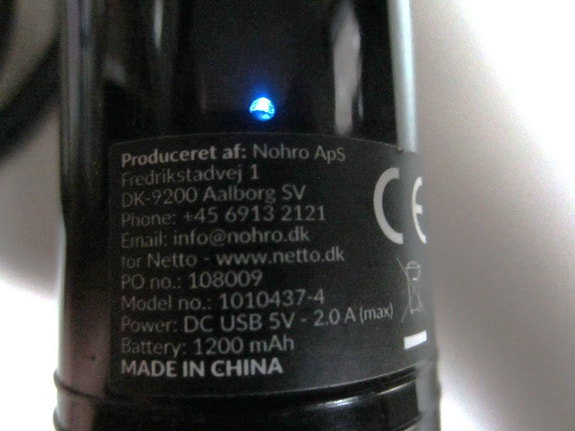 Produceret af: Nohro ApS
Fredrikstadvej 1
DK-9200 Aalborg SV
Phone: +45 6913 2121
Email: info@nohro.dk
for Netto - www.netto.dk
PO no.: 108009
Model no.: 1010437-4
Power: DC USB 5V - 2.0 A (max)
Battery: 1200 mAh
MADE IN CHINA
CE